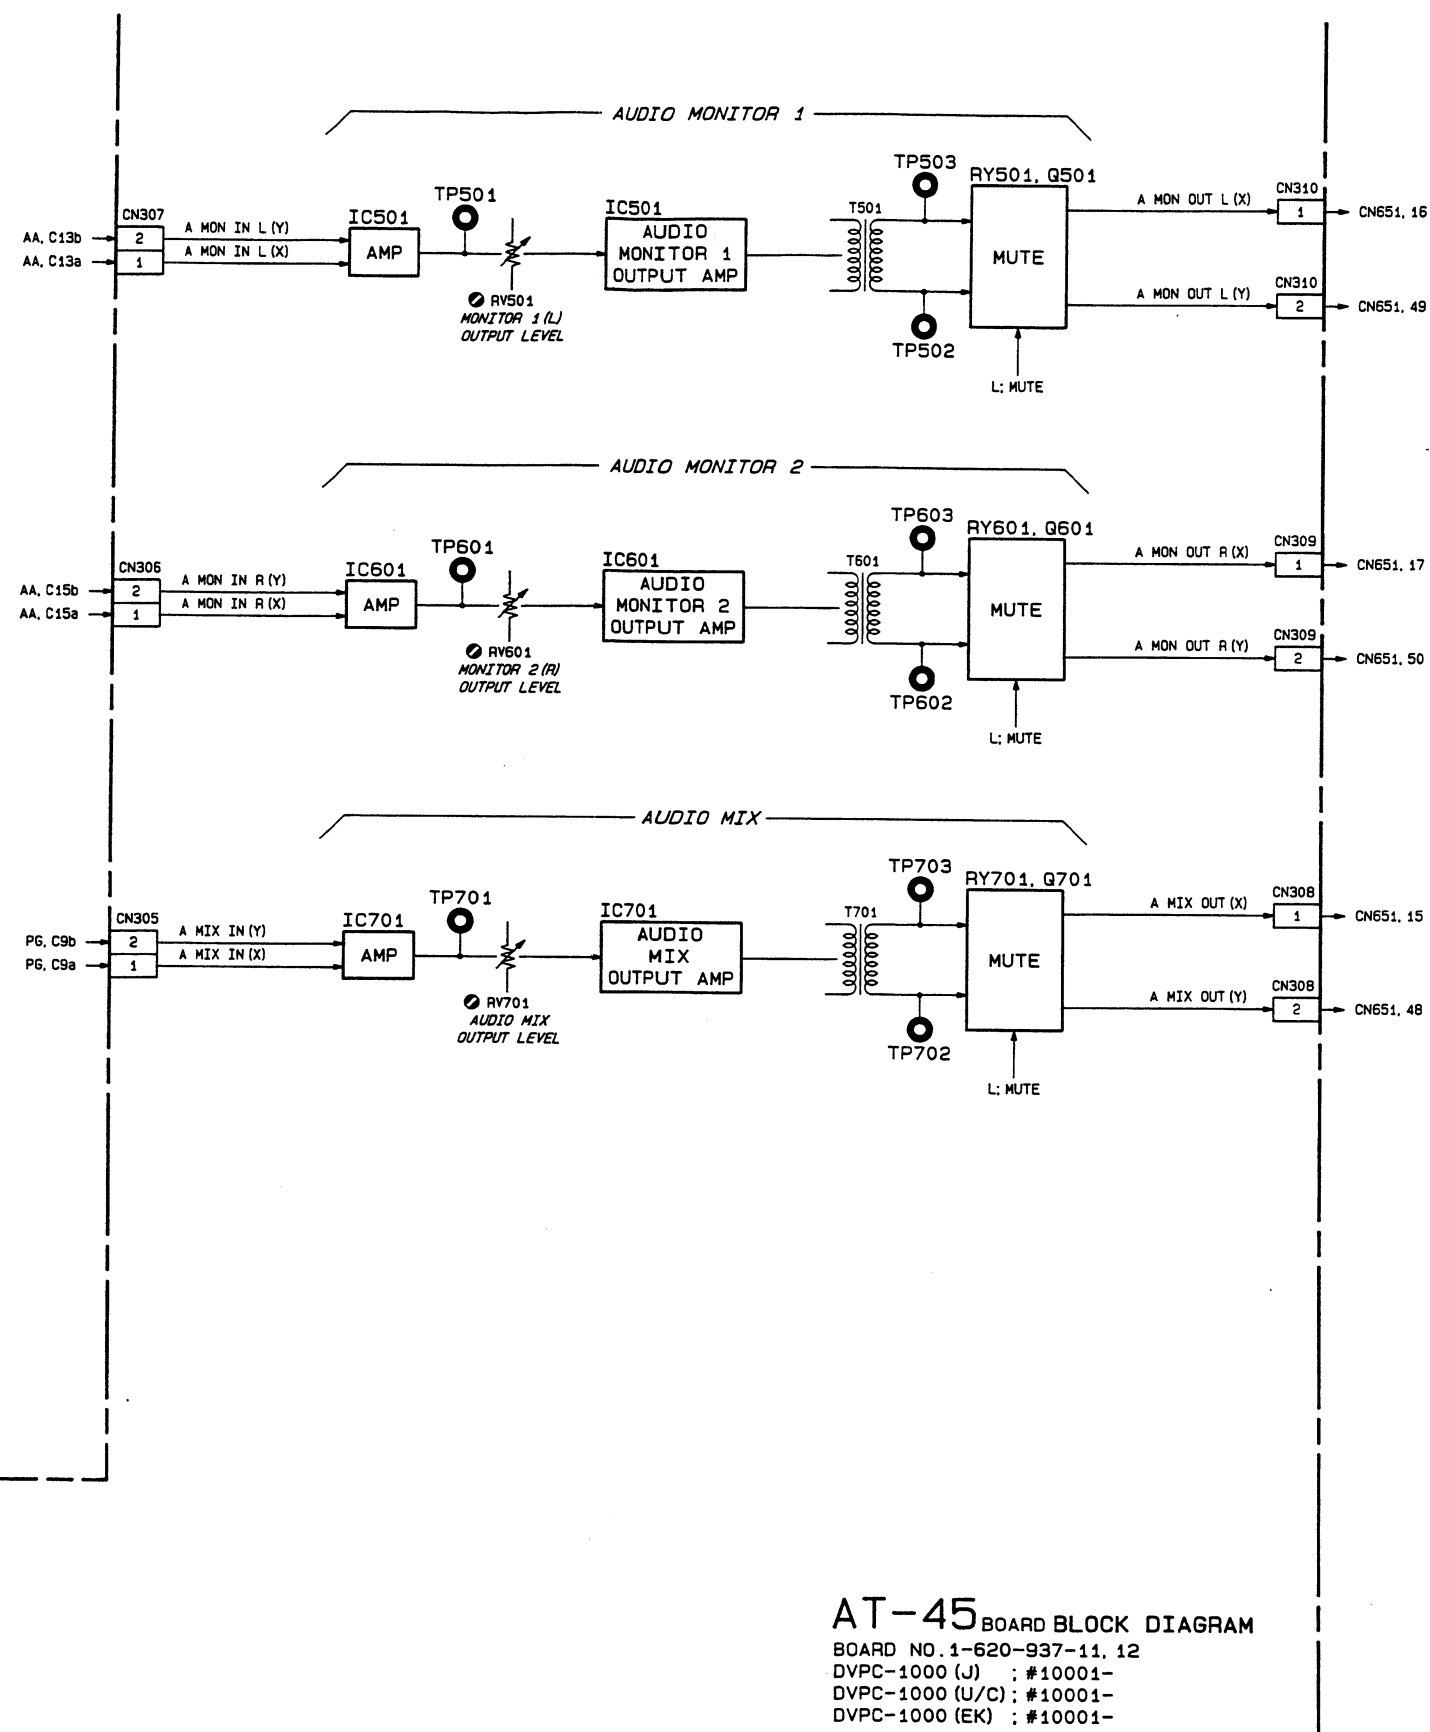 AUDIO MONITOR 1
TP503
RY501, Q501
TP501
CN307
IC501
IC501
T501
A MON OUT L(X)
CN310
1
CN651, 16
AA, C13b
2
A MON IN L(Y)
AA, C13a
1
A MON IN L(X)
AMP
AUDIO
MONITOR 1
OUTPUT AMP
MUTE
RV501
MONITOR 1(L)
OUTPUT LEVEL
A MON OUT L(Y)
CN310
2
CN651, 49
TP502
L; MUTE
AUDIO MONITOR 2
TP603
RY601, Q601
TP601
CN306
IC601
IC601
T601
A MON OUT R(X)
CN309
1
CN651, 17
AA, C15b
2
A MON IN R(Y)
AA, C15a
1
A MON IN R(X)
AMP
AUDIO
MONITOR 2
OUTPUT AMP
MUTE
RV601
MONITOR 2(R)
OUTPUT LEVEL
A MON OUT R(Y)
CN309
2
CN651, 50
TP602
L; MUTE
AUDIO MIX
TP703
RY701, Q701
TP701
CN305
IC701
IC701
T701
A MIX OUT(X)
CN308
1
CN651, 15
PG, C9b
2
A MIX IN(Y)
PG, C9a
1
A MIX IN(X)
AMP
AUDIO
MIX
OUTPUT AMP
MUTE
RV701
AUDIO MIX
OUTPUT LEVEL
A MIX OUT(Y)
CN308
2
CN651, 48
TP702
L; MUTE
AT-45 BOARD BLOCK DIAGRAM
BOARD NO.1-620-937-11, 12
DVPC-1000(J) ; #10001-
DVPC-1000(U/C); #10001-
DVPC-1000(EK) ; #10001-